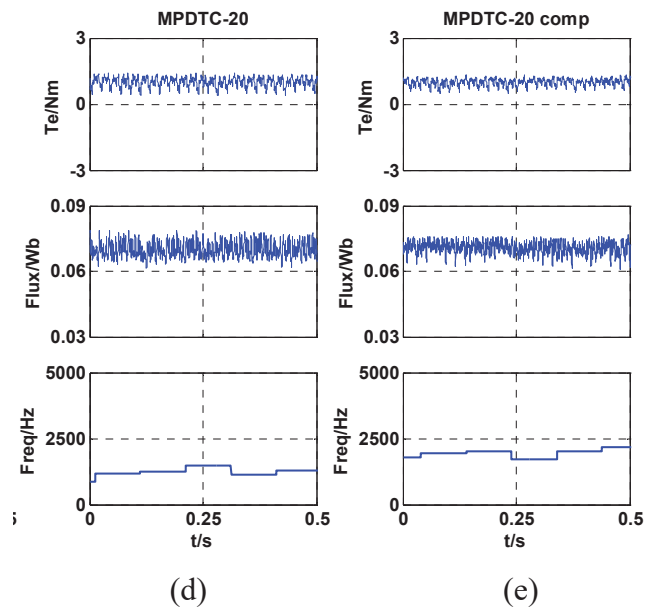 MPDTC-20
3
0
-3
Te/Nm
0.09
0.06
0.03
Flux/Wb
5000
2500
0
Freq/Hz
0 0.25 0.5
t/s
(d)
MPDTC-20 comp
3
0
-3
Te/Nm
0.09
0.06
0.03
Flux/Wb
5000
2500
0
Freq/Hz
0 0.25 0.5
t/s
(e)